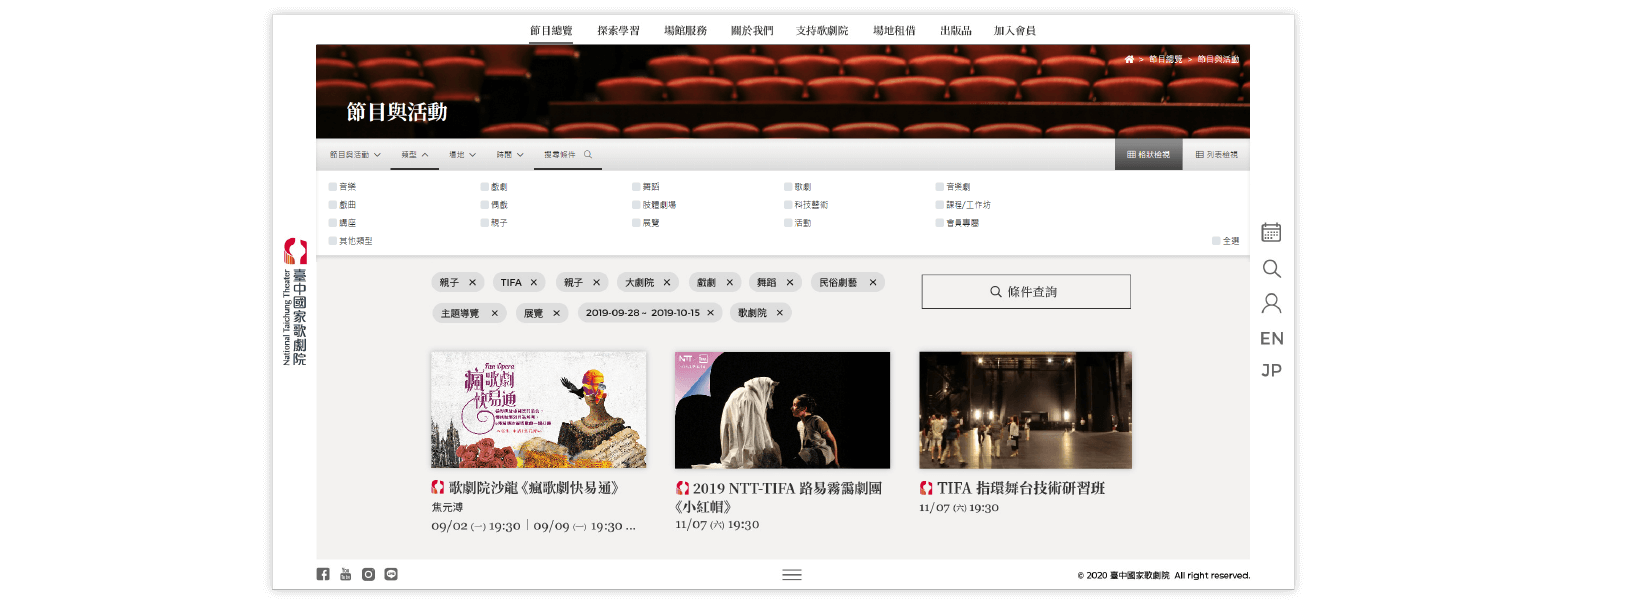 節目總覽 探索學習 場館服務 關於我們 支持歌劇院 場地租借 出版品 加入會員
> 節目總覽 > 節目與活動
節目與活動
節目與活動 類型 場地 時間 搜尋條件 格狀檢視 列表檢視
音樂 戲劇 舞蹈 歌劇 音樂劇
戲曲 偶戲 肢體劇場 科技藝術 課程/工作坊
講座 親子 展覽 活動 會員專屬
其他類型 全選
臺中國家歌劇院
National Taichung Theater
親子 × TIFA × 親子 × 大劇院 × 戲劇 × 舞蹈 × 民俗劇藝 ×
主題導覽 × 展覽 × 2019-09-28 ~ 2019-10-15 × 歌劇院 ×
條件查詢
EN
JP
Fun Opera
瘋歌劇
快易通
NTT
歌劇院沙龍《瘋歌劇快易通》
焦元溥
09/02 (一) 19:30 | 09/09 (一) 19:30 ...
2019 NTT-TIFA 路易霧靄劇團
《小紅帽》
11/07 (六) 19:30
TIFA 指環舞台技術研習班
11/07 (六) 19:30
You
Tube
© 2020 臺中國家歌劇院 All right reserved.